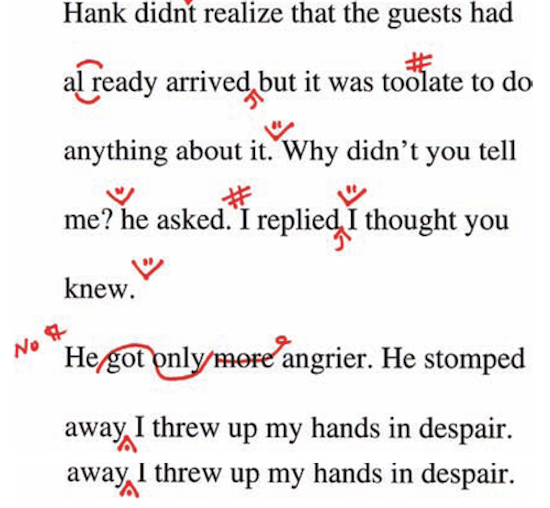 Hank didnt realize that the guests had
#
al ready arrived but it was toolate to do
anything about it. Why didn't you tell
#
me? he asked. I replied I thought you
knew.
No ¶
He got only more angrier. He stomped
away I threw up my hands in despair.
away I threw up my hands in despair.